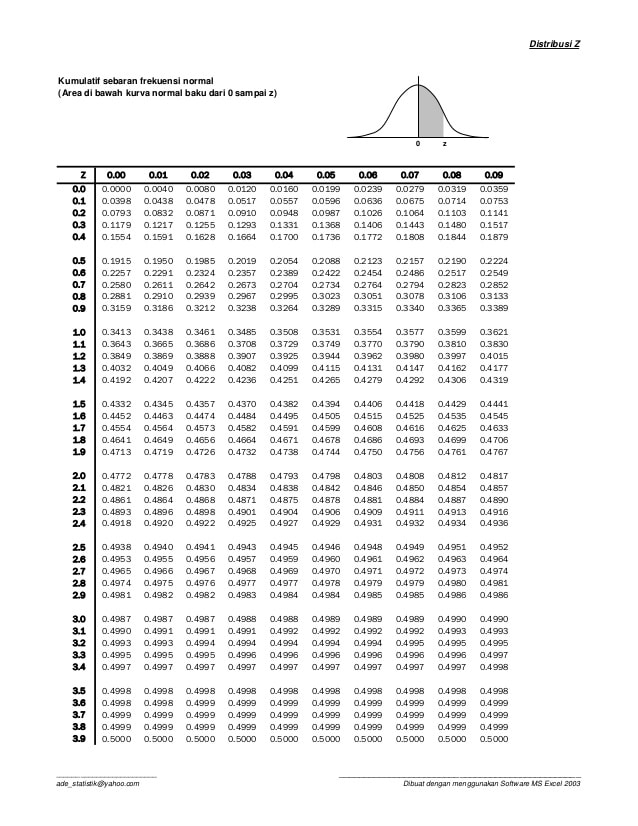 Distribusi Z
Kumulatif sebaran frekuensi normal
(Area di bawah kurva normal baku dari 0 sampai z)
0 z
Z 0.00 0.01 0.02 0.03 0.04 0.05 0.06 0.07 0.08 0.09
0.0 0.0000 0.0040 0.0080 0.0120 0.0160 0.0199 0.0239 0.0279 0.0319 0.0359
0.1 0.0398 0.0438 0.0478 0.0517 0.0557 0.0596 0.0636 0.0675 0.0714 0.0753
0.2 0.0793 0.0832 0.0871 0.0910 0.0948 0.0987 0.1026 0.1064 0.1103 0.1141
0.3 0.1179 0.1217 0.1255 0.1293 0.1331 0.1368 0.1406 0.1443 0.1480 0.1517
0.4 0.1554 0.1591 0.1628 0.1664 0.1700 0.1736 0.1772 0.1808 0.1844 0.1879
0.5 0.1915 0.1950 0.1985 0.2019 0.2054 0.2088 0.2123 0.2157 0.2190 0.2224
0.6 0.2257 0.2291 0.2324 0.2357 0.2389 0.2422 0.2454 0.2486 0.2517 0.2549
0.7 0.2580 0.2611 0.2642 0.2673 0.2704 0.2734 0.2764 0.2794 0.2823 0.2852
0.8 0.2881 0.2910 0.2939 0.2967 0.2995 0.3023 0.3051 0.3078 0.3106 0.3133
0.9 0.3159 0.3186 0.3212 0.3238 0.3264 0.3289 0.3315 0.3340 0.3365 0.3389
1.0 0.3413 0.3438 0.3461 0.3485 0.3508 0.3531 0.3554 0.3577 0.3599 0.3621
1.1 0.3643 0.3665 0.3686 0.3708 0.3729 0.3749 0.3770 0.3790 0.3810 0.3830
1.2 0.3849 0.3869 0.3888 0.3907 0.3925 0.3944 0.3962 0.3980 0.3997 0.4015
1.3 0.4032 0.4049 0.4066 0.4082 0.4099 0.4115 0.4131 0.4147 0.4162 0.4177
1.4 0.4192 0.4207 0.4222 0.4236 0.4251 0.4265 0.4279 0.4292 0.4306 0.4319
1.5 0.4332 0.4345 0.4357 0.4370 0.4382 0.4394 0.4406 0.4418 0.4429 0.4441
1.6 0.4452 0.4463 0.4474 0.4484 0.4495 0.4505 0.4515 0.4525 0.4535 0.4545
1.7 0.4554 0.4564 0.4573 0.4582 0.4591 0.4599 0.4608 0.4616 0.4625 0.4633
1.8 0.4641 0.4649 0.4656 0.4664 0.4671 0.4678 0.4686 0.4693 0.4699 0.4706
1.9 0.4713 0.4719 0.4726 0.4732 0.4738 0.4744 0.4750 0.4756 0.4761 0.4767
2.0 0.4772 0.4778 0.4783 0.4788 0.4793 0.4798 0.4803 0.4808 0.4812 0.4817
2.1 0.4821 0.4826 0.4830 0.4834 0.4838 0.4842 0.4846 0.4850 0.4854 0.4857
2.2 0.4861 0.4864 0.4868 0.4871 0.4875 0.4878 0.4881 0.4884 0.4887 0.4890
2.3 0.4893 0.4896 0.4898 0.4901 0.4904 0.4906 0.4909 0.4911 0.4913 0.4916
2.4 0.4918 0.4920 0.4922 0.4925 0.4927 0.4929 0.4931 0.4932 0.4934 0.4936
2.5 0.4938 0.4940 0.4941 0.4943 0.4945 0.4946 0.4948 0.4949 0.4951 0.4952
2.6 0.4953 0.4955 0.4956 0.4957 0.4959 0.4960 0.4961 0.4962 0.4963 0.4964
2.7 0.4965 0.4966 0.4967 0.4968 0.4969 0.4970 0.4971 0.4972 0.4973 0.4974
2.8 0.4974 0.4975 0.4976 0.4977 0.4977 0.4978 0.4979 0.4979 0.4980 0.4981
2.9 0.4981 0.4982 0.4982 0.4983 0.4984 0.4984 0.4985 0.4985 0.4986 0.4986
3.0 0.4987 0.4987 0.4987 0.4988 0.4988 0.4989 0.4989 0.4989 0.4990 0.4990
3.1 0.4990 0.4991 0.4991 0.4991 0.4992 0.4992 0.4992 0.4992 0.4993 0.4993
3.2 0.4993 0.4993 0.4994 0.4994 0.4994 0.4994 0.4994 0.4995 0.4995 0.4995
3.3 0.4995 0.4995 0.4995 0.4996 0.4996 0.4996 0.4996 0.4996 0.4996 0.4997
3.4 0.4997 0.4997 0.4997 0.4997 0.4997 0.4997 0.4997 0.4997 0.4997 0.4998
3.5 0.4998 0.4998 0.4998 0.4998 0.4998 0.4998 0.4998 0.4998 0.4998 0.4998
3.6 0.4998 0.4998 0.4999 0.4999 0.4999 0.4999 0.4999 0.4999 0.4999 0.4999
3.7 0.4999 0.4999 0.4999 0.4999 0.4999 0.4999 0.4999 0.4999 0.4999 0.4999
3.8 0.4999 0.4999 0.4999 0.4999 0.4999 0.4999 0.4999 0.4999 0.4999 0.4999
3.9 0.5000 0.5000 0.5000 0.5000 0.5000 0.5000 0.5000 0.5000 0.5000 0.5000
ade_statistik@yahoo.com Dibuat dengan menggunakan Software MS Excel 2003